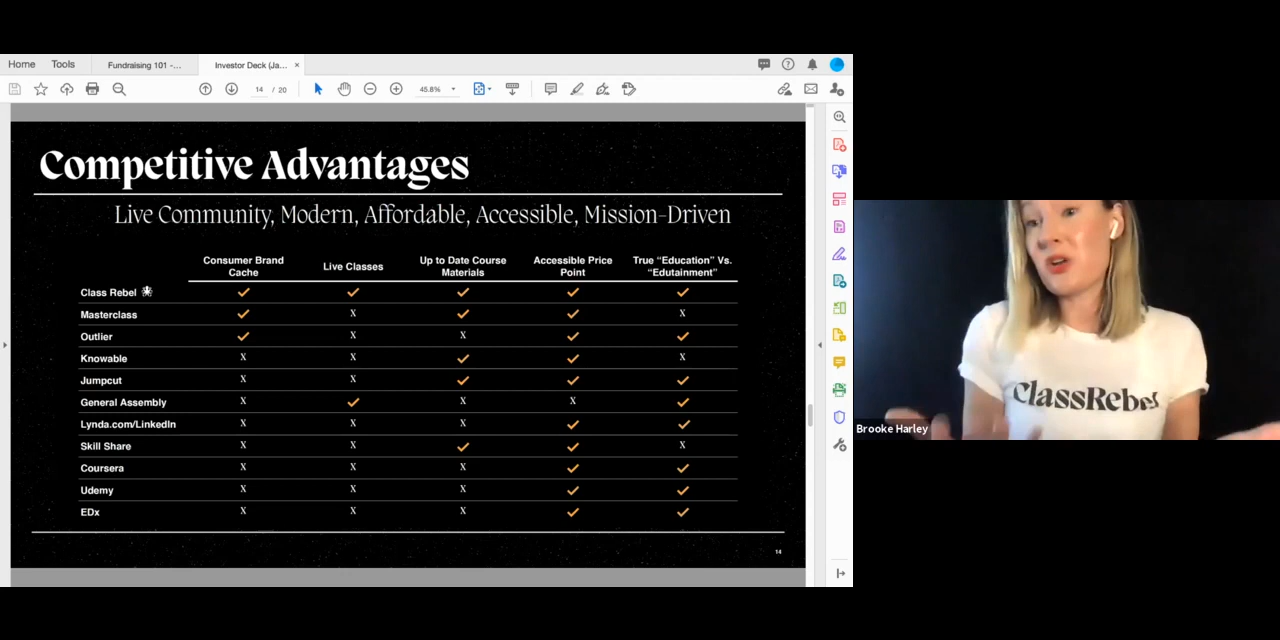 Home Tools Fundraising 101 -... Investor Deck (Ja... ×
14 / 20 45.8%
Competitive Advantages
Live Community, Modern, Affordable, Accessible, Mission-Driven
Consumer Brand Cache Live Classes Up to Date Course Materials Accessible Price Point True “Education” Vs. “Edutainment”
Class Rebel ✓ ✓ ✓ ✓ ✓
Masterclass ✓ X ✓ ✓ X
Outlier ✓ X X ✓ ✓
Knowable X X ✓ ✓ X
Jumpcut X X ✓ ✓ ✓
General Assembly X ✓ X X ✓
Lynda.com/LinkedIn X X X ✓ ✓
Skill Share X X ✓ ✓ X
Coursera X X X ✓ ✓
Udemy X X X ✓ ✓
EDx X X X ✓ ✓
14
ClassRebel
Brooke Harley